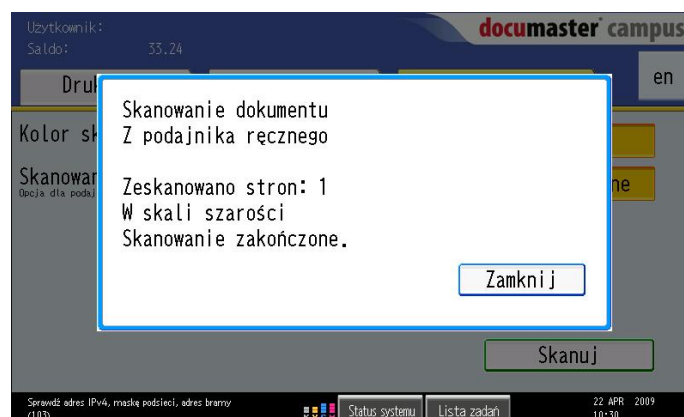 Użytkownik:
Saldo: 33.24
documaster campus
Druk
en
Kolor sk
Skanowan
Opcja dla podaj
ne
Skanowanie dokumentu
Z podajnika ręcznego
Zeskanowano stron: 1
W skali szarości
Skanowanie zakończone.
Zamknij
Skanuj
Sprawdź adres IPv4, maskę podsieci, adres bramy
(103)
Status systemu
Lista zadań
22 APR 2009
10:30